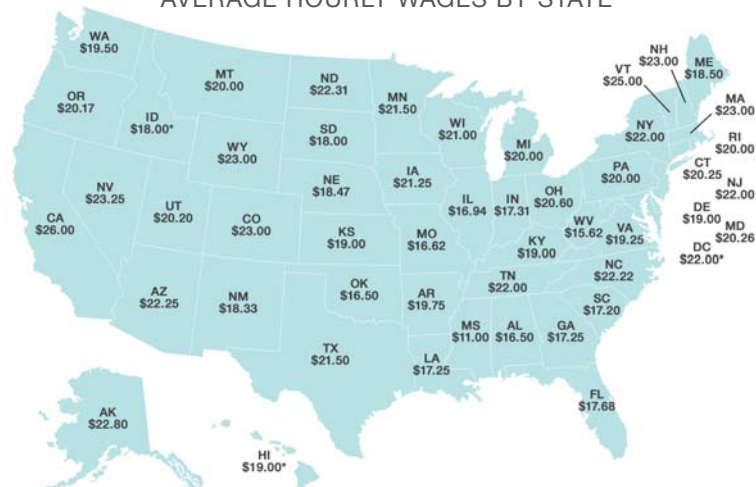 AVERAGE HOURLY WAGES BY STATE
WA
$19.50
OR
$20.17
ID
$18.00*
MT
$20.00
ND
$22.31
MN
$21.50
WI
$21.00
MI
$20.00
VT
$25.00
NH
$23.00
ME
$18.50
MA
$23.00
RI
$20.00
CT
$20.25
NJ
$22.00
DE
$19.00
MD
$20.26
DC
$22.00*
NY
$22.00
PA
$20.00
SD
$18.00
WY
$23.00
NE
$18.47
IA
$21.25
IL
$16.94
IN
$17.31
OH
$20.60
WV
$15.62
VA
$19.25
NV
$23.25
UT
$20.20
CO
$23.00
KS
$19.00
MO
$16.62
KY
$19.00
CA
$26.00
NC
$22.22
TN
$22.00
SC
$17.20
AZ
$22.25
NM
$18.33
OK
$16.50
AR
$19.75
MS
$11.00
AL
$16.50
GA
$17.25
TX
$21.50
LA
$17.25
FL
$17.68
AK
$22.80
HI
$19.00*